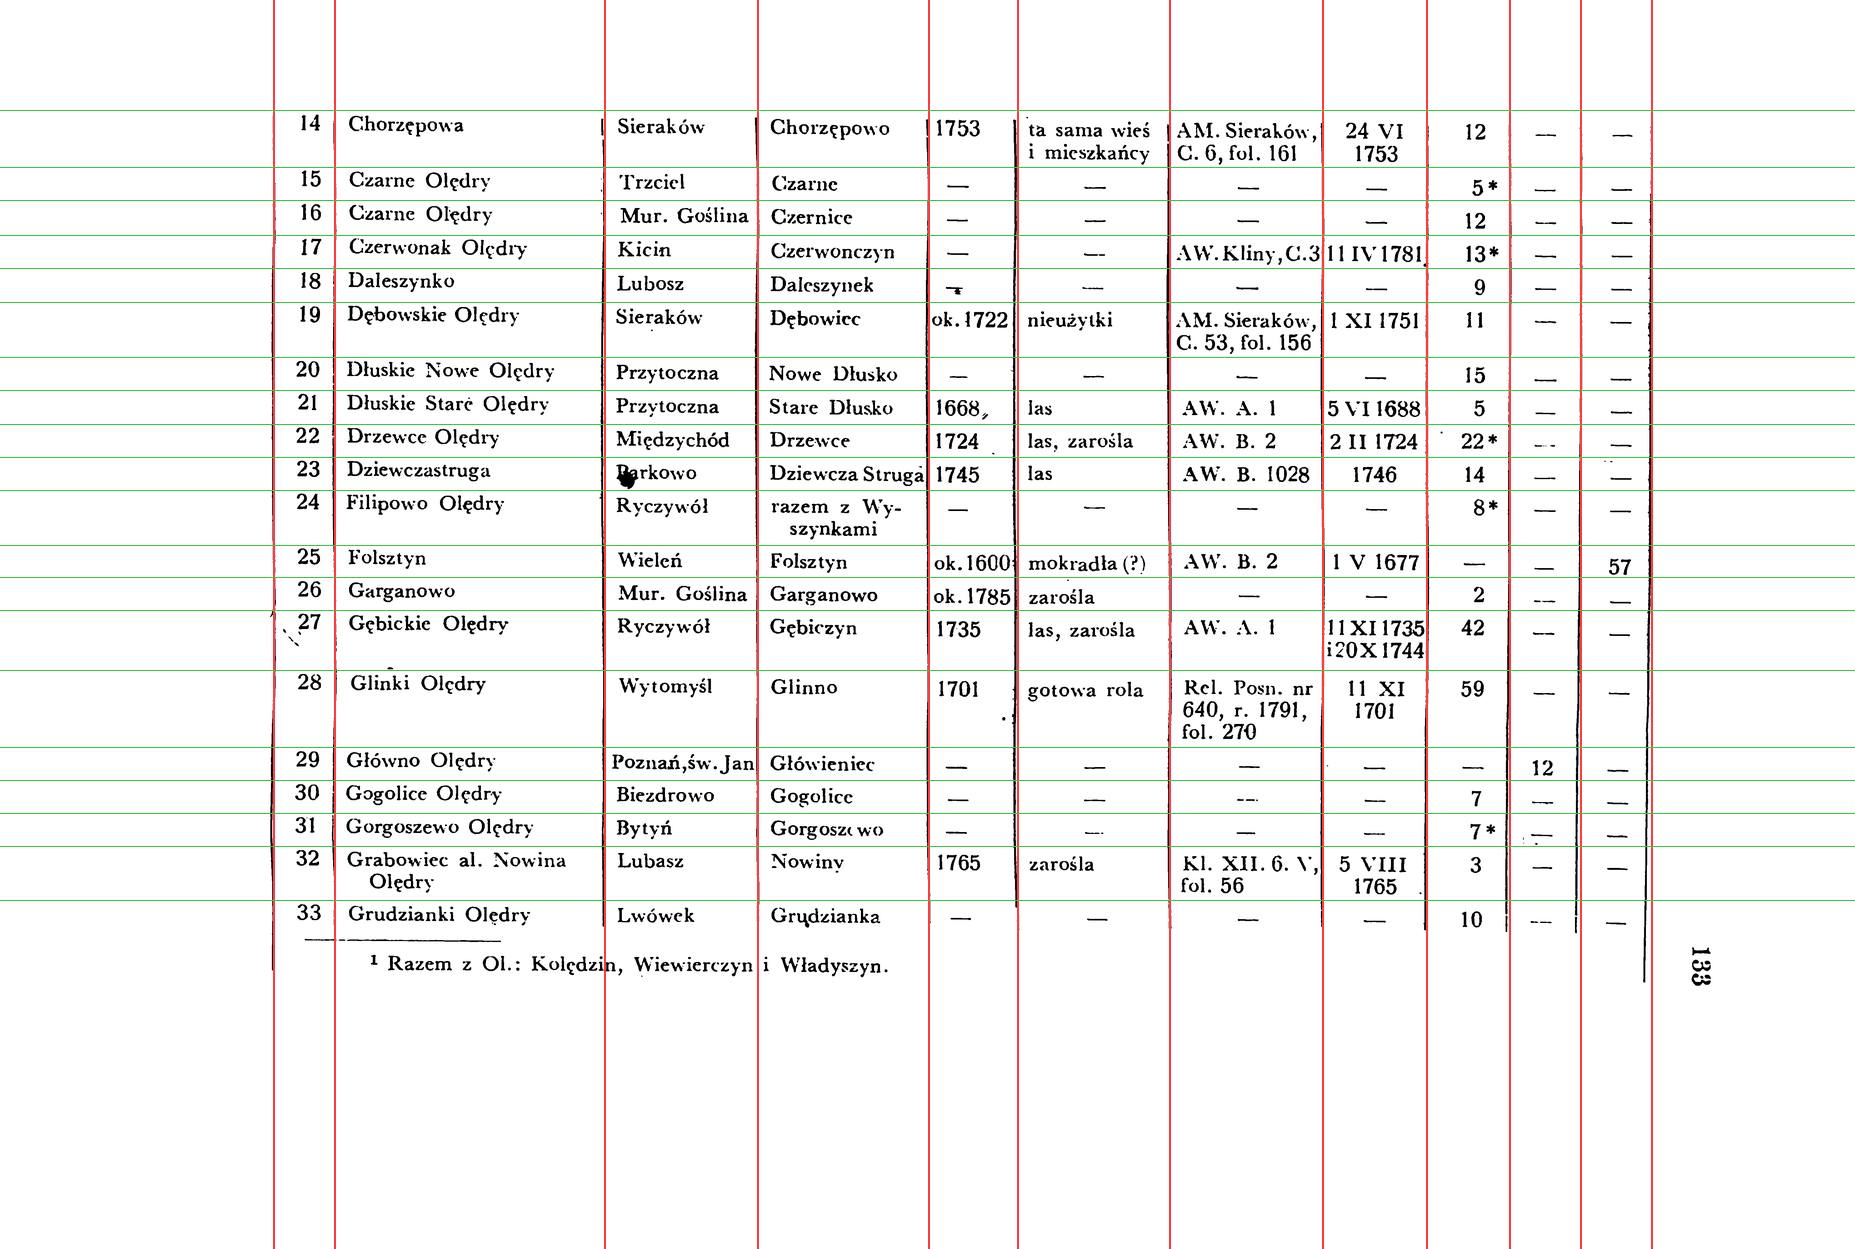 14 Chorzępowa Sieraków Chorzępowo 1753 ta sama wieś AM. Sieraków, 24 VI 12 — —
i mieszkańcy C. 6, fol. 161 1753
15 Czarne Olędry Trzciel Czarne — — — — 5* — —
16 Czarne Olędry Mur. Goślina Czernice — — — — 12 — —
17 Czerwonak Olędry Kicin Czerwonczyn — — AW. Kliny, C. 3 11 IV 1781 13* — —
18 Daleszynko Lubosz Daleszynek — — — — 9 — —
19 Dębowskie Olędry Sieraków Dębowiec ok. 1722 nieużytki AM. Sieraków, 1 XI 1751 11 — —
C. 53, fol. 156
20 Dłuskie Nowe Olędry Przytoczna Nowe Dłusko — — — — 15 — —
21 Dłuskie Stare Olędry Przytoczna Stare Dłusko 1668 las AW. A. 1 5 VI 1688 5 — —
22 Drzewce Olędry Międzychód Drzewce 1724 las, zarośla AW. B. 2 2 II 1724 22* — —
23 Dziewczastruga Parkowo Dziewcza Struga 1745 las AW. B. 1028 1746 14 — —
24 Filipowo Olędry Ryczywół razem z Wy- — — — — 8* — —
szynkami
25 Folsztyn Wieleń Folsztyn ok. 1600 mokradła (?) AW. B. 2 1 V 1677 — — 57
26 Garganowo Mur. Goślina Garganowo ok. 1785 zarośla — — 2 — —
27 Gębickie Olędry Ryczywół Gębiczyn 1735 las, zarośla AW. A. 1 11 XI 1735 42 — —
i 20 X 1744
28 Glinki Olędry Wytomyśl Glinno 1701 gotowa rola Rel. Posn. nr 11 XI 59 — —
640, r. 1791, 1701
fol. 270
29 Główno Olędry Poznań, św. Jan Główieniec — — — — — 12 —
30 Gogolice Olędry Biezdrowo Gogolice — — — — 7 — —
31 Gorgoszewo Olędry Bytyń Gorgoszewo — — — — 7* — —
32 Grabowiec al. Nowina Lubasz Nowiny 1765 zarośla Kl. XII. 6. V, 5 VIII 3 — —
Olędry fol. 56 1765
33 Grudzianki Olędry Lwówek Grudzianka — — — — 10 — —
¹ Razem z Ol.: Kolędzin, Wiewierczyn i Władyszyn.
133